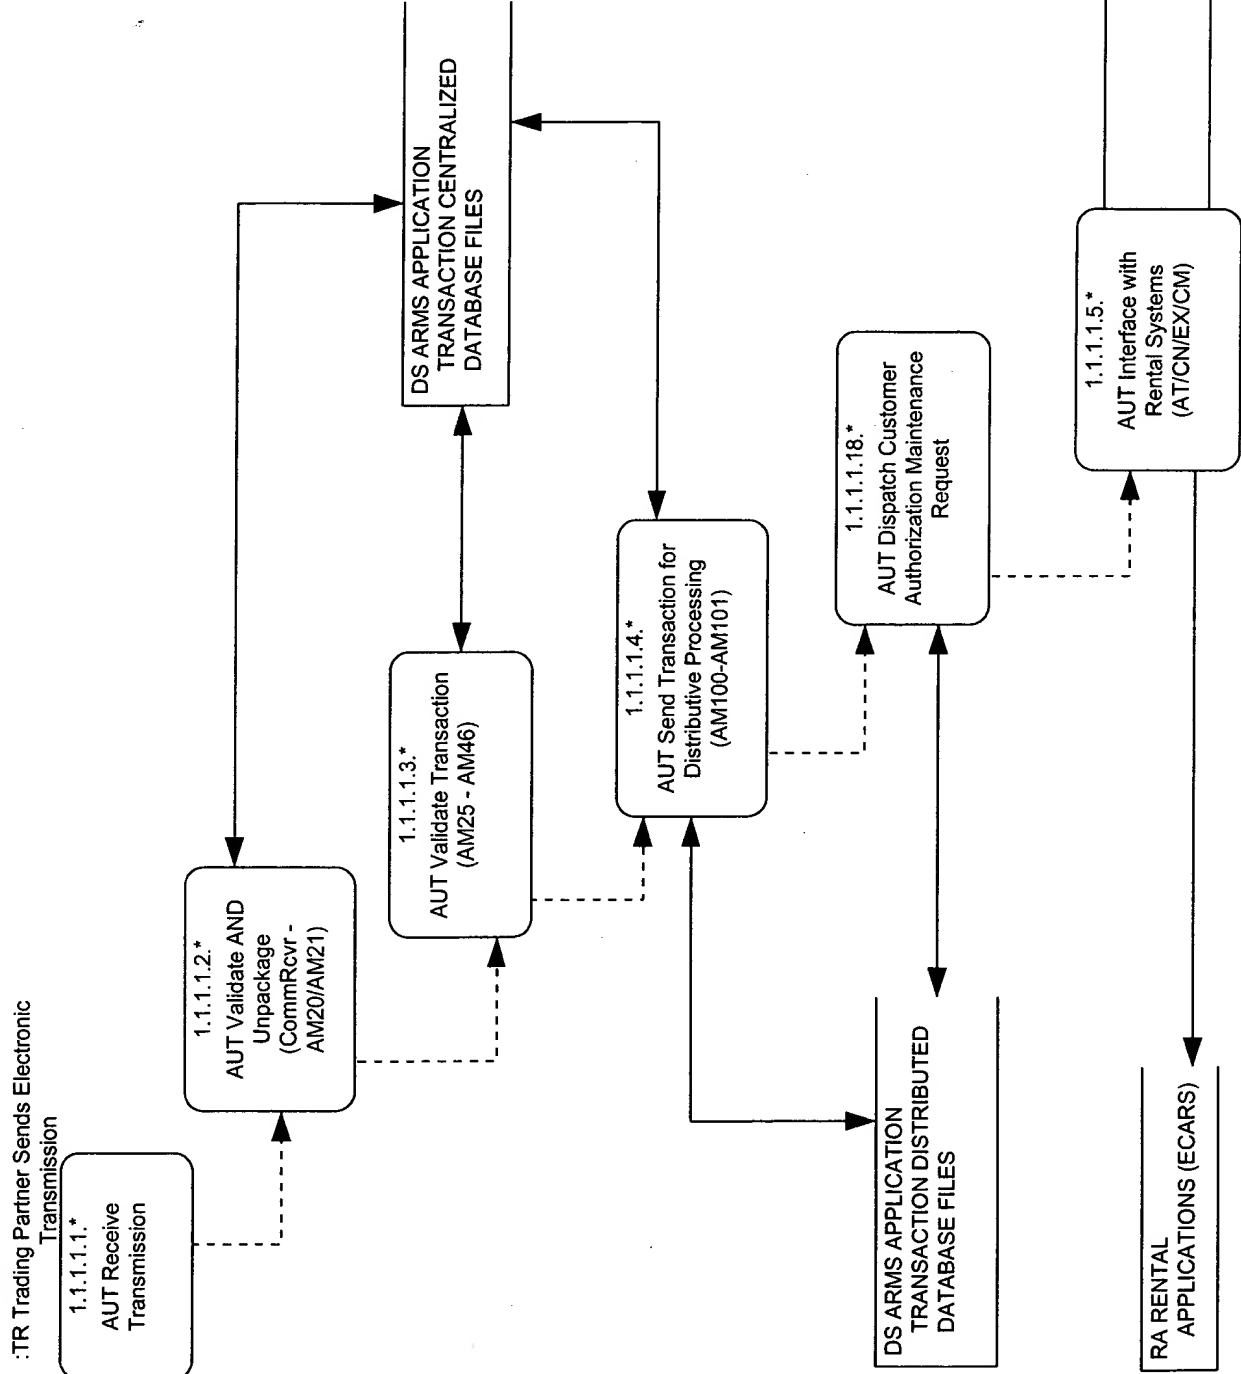 :TR Trading Partner Sends Electronic
Transmission
1.1.1.1.1.*
AUT Receive
Transmission
1.1.1.1.2.*
AUT Validate AND
Unpackage
(CommRcvr -
AM20/AM21)
1.1.1.1.3.*
AUT Validate Transaction
(AM25 - AM46)
DS ARMS APPLICATION
TRANSACTION CENTRALIZED
DATABASE FILES
1.1.1.1.4.*
AUT Send Transaction for
Distributive Processing
(AM100-AM101)
1.1.1.1.18.*
AUT Dispatch Customer
Authorization Maintenance
Request
DS ARMS APPLICATION
TRANSACTION DISTRIBUTED
DATABASE FILES
1.1.1.1.5.*
AUT Interface with
Rental Systems
(AT/CN/EX/CM)
RA RENTAL
APPLICATIONS (ECARS)